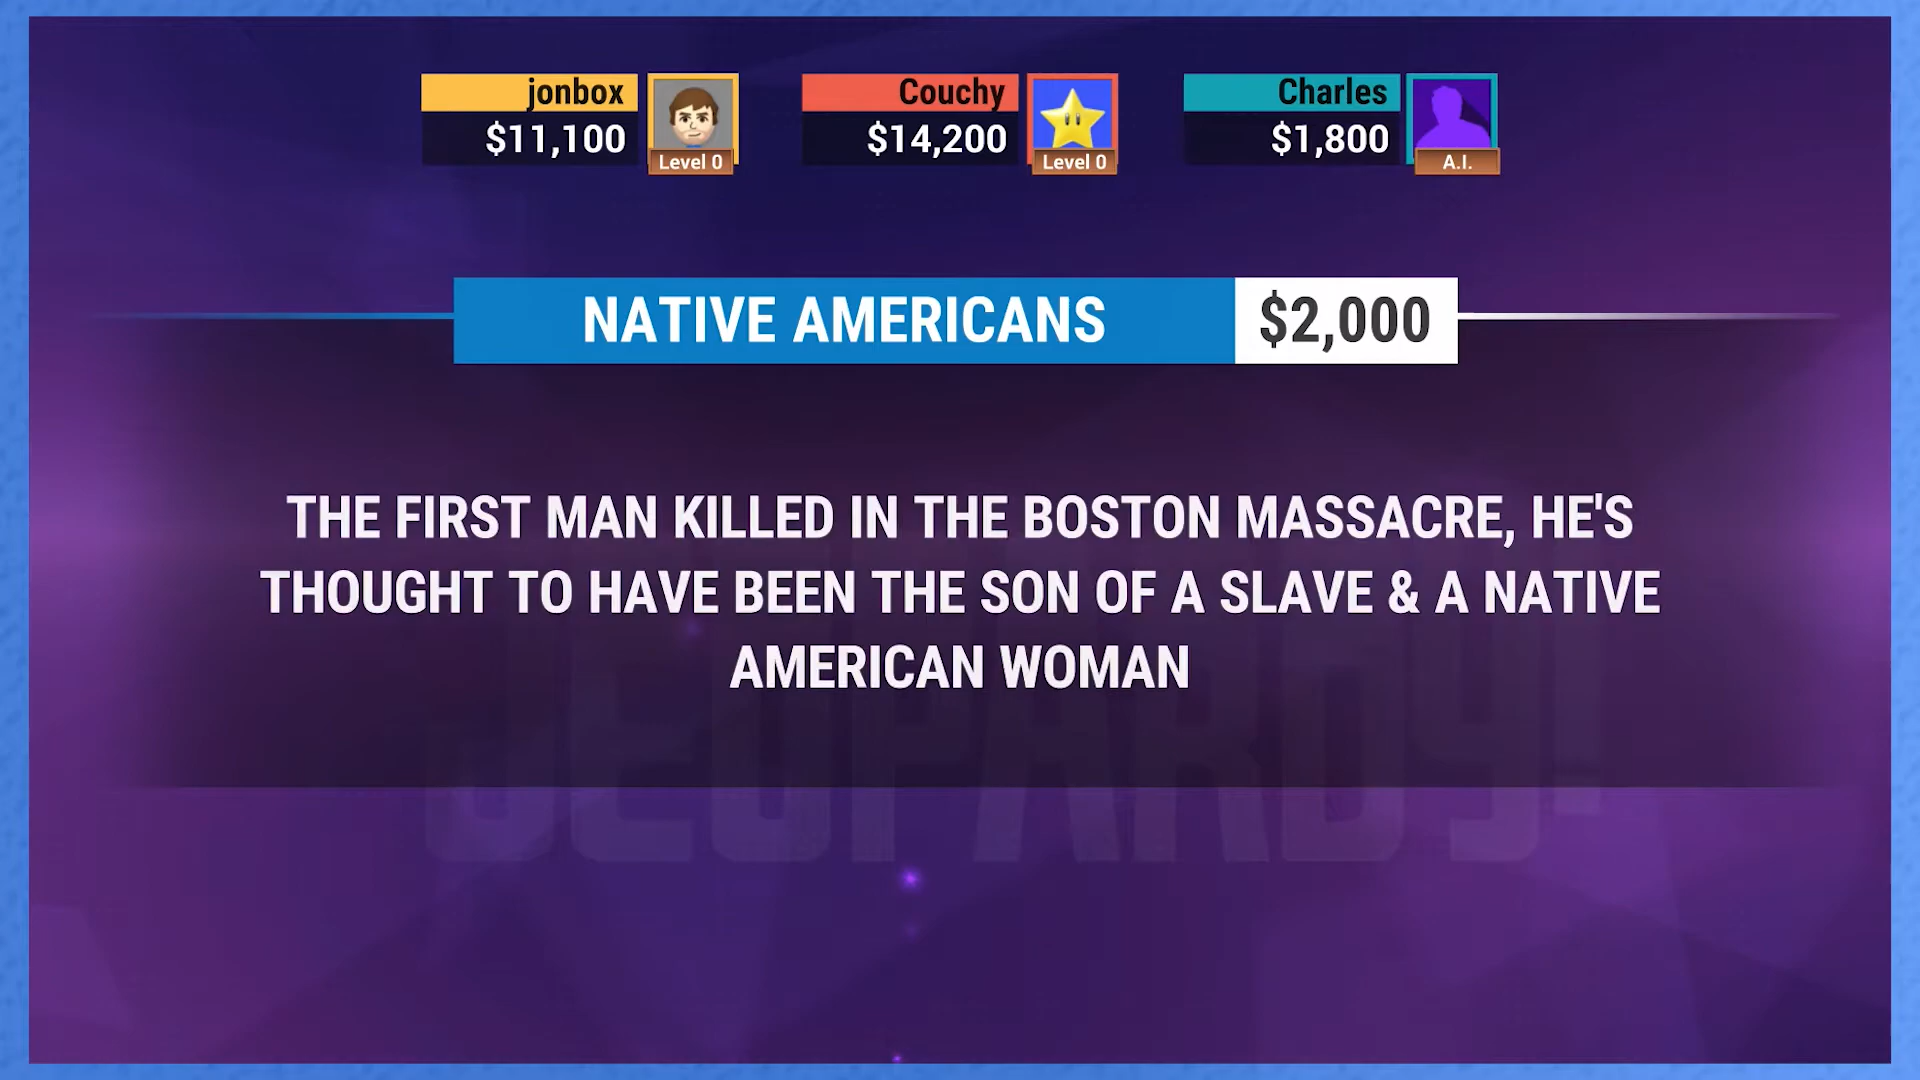 jonbox
$11,100
Level 0
Couchy
$14,200
Level 0
Charles
$1,800
A.I.
NATIVE AMERICANS
$2,000
THE FIRST MAN KILLED IN THE BOSTON MASSACRE, HE'S
THOUGHT TO HAVE BEEN THE SON OF A SLAVE & A NATIVE
AMERICAN WOMAN
JEOPARDY!